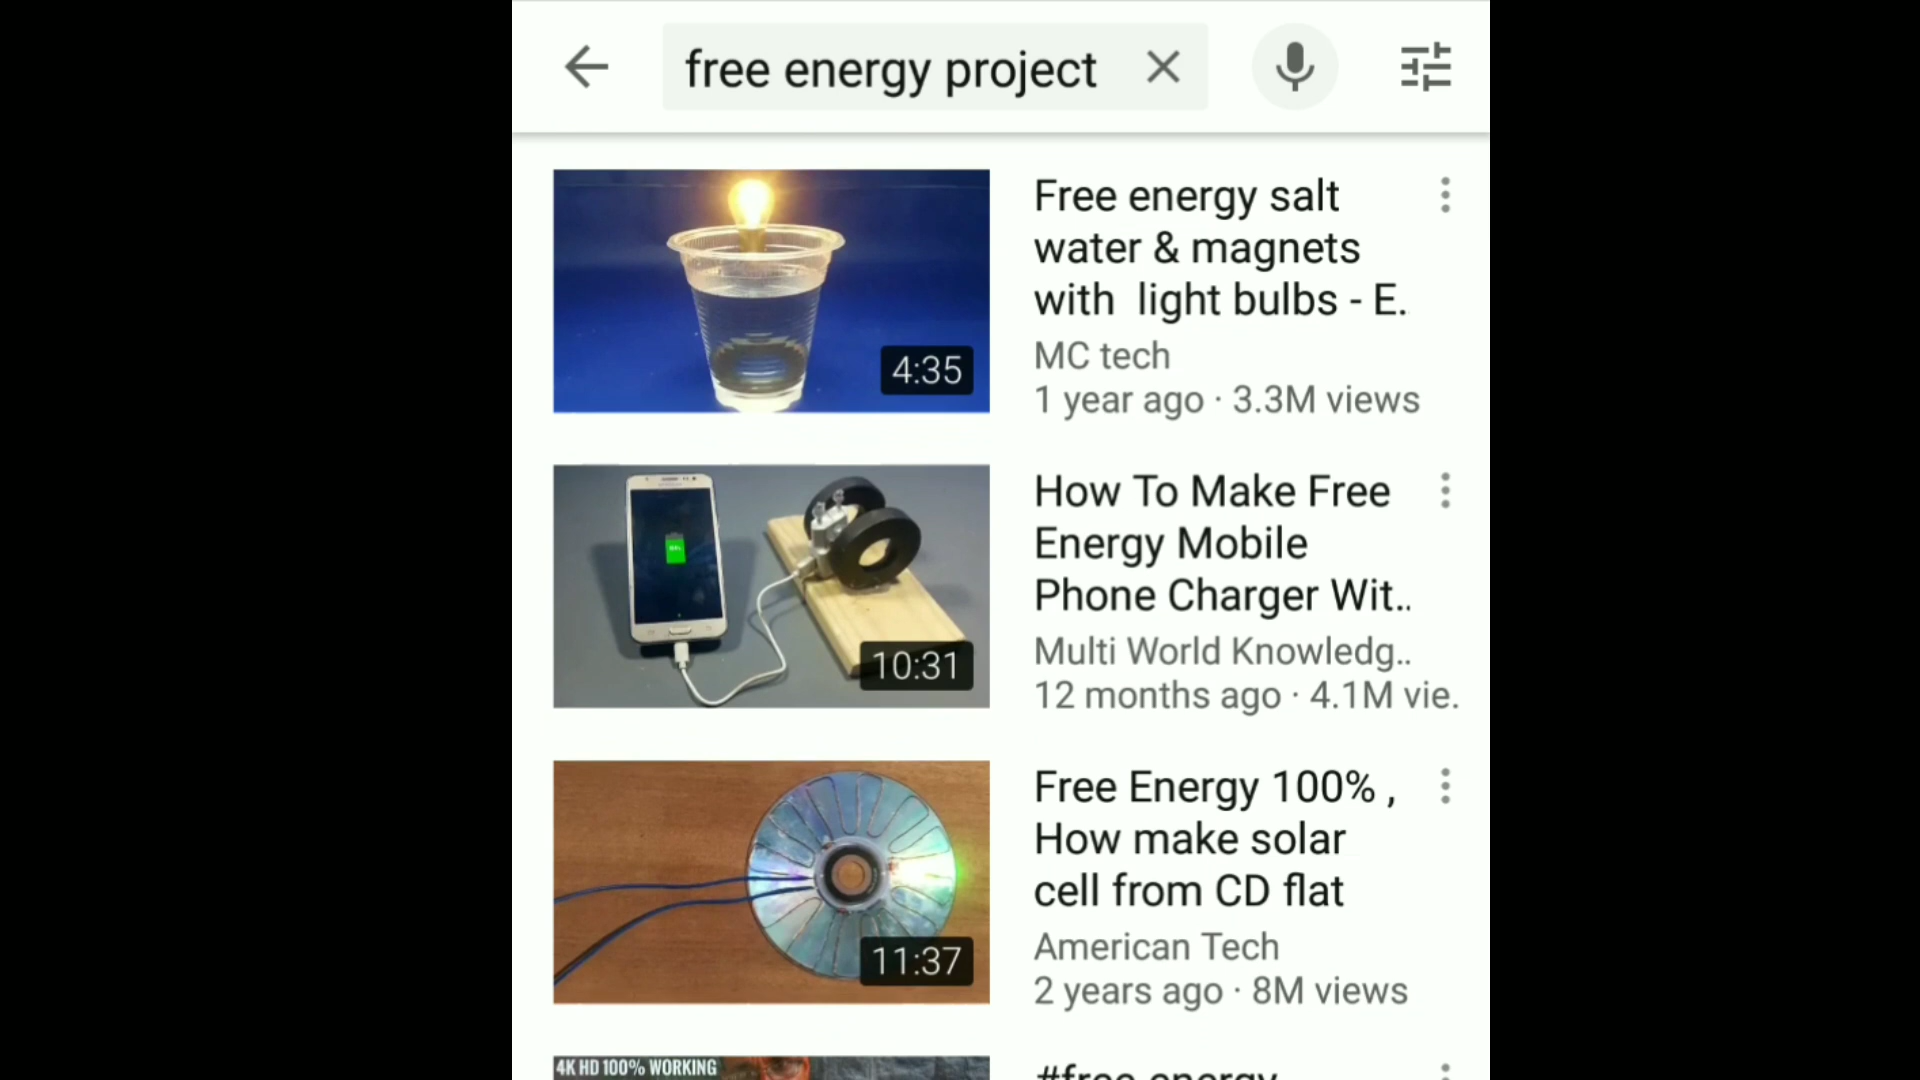 free energy project
Free energy salt
water & magnets
with light bulbs - E.
MC tech
1 year ago · 3.3M views
4:35
How To Make Free
Energy Mobile
Phone Charger Wit..
Multi World Knowledg..
12 months ago · 4.1M vie.
10:31
Free Energy 100% ,
How make solar
cell from CD flat
American Tech
2 years ago · 8M views
11:37
4K HD 100% WORKING
#free energy